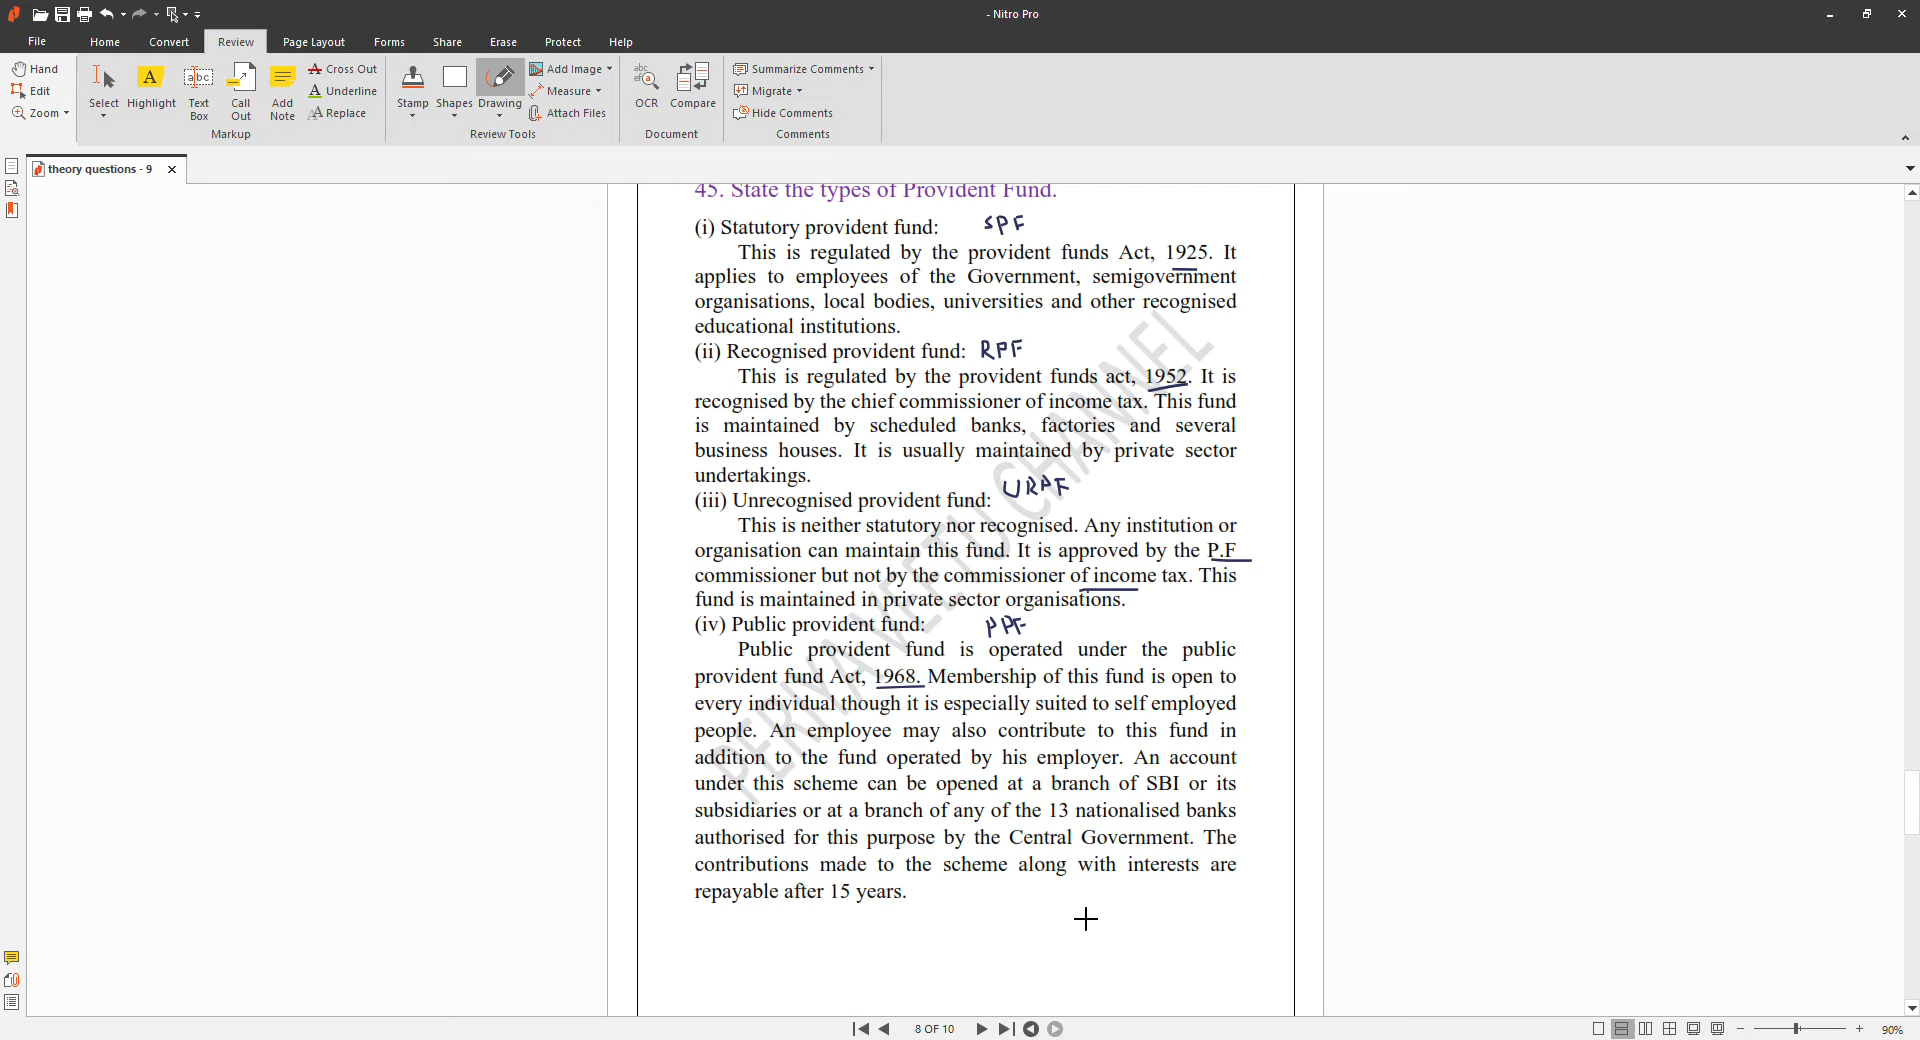 - Nitro Pro
File
Home
Convert
Review
Page Layout
Forms
Share
Erase
Protect
Help
Hand
Edit
Zoom
Select
Highlight
Text Box
Call Out
Add Note
Cross Out
Underline
Replace
Markup
Stamp
Shapes
Drawing
Add Image
Measure
Attach Files
Review Tools
OCR
Compare
Document
Summarize Comments
Migrate
Hide Comments
Comments
theory questions - 9
45. State the types of Provident Fund.
(i) Statutory provident fund: SPF
This is regulated by the provident funds Act, 1925. It
applies to employees of the Government, semigovernment
organisations, local bodies, universities and other recognised
educational institutions.
(ii) Recognised provident fund: RPF
This is regulated by the provident funds act, 1952. It is
recognised by the chief commissioner of income tax. This fund
is maintained by scheduled banks, factories and several
business houses. It is usually maintained by private sector
undertakings.
(iii) Unrecognised provident fund: URPF
This is neither statutory nor recognised. Any institution or
organisation can maintain this fund. It is approved by the P.F
commissioner but not by the commissioner of income tax. This
fund is maintained in private sector organisations.
(iv) Public provident fund: PPF
Public provident fund is operated under the public
provident fund Act, 1968. Membership of this fund is open to
every individual though it is especially suited to self employed
people. An employee may also contribute to this fund in
addition to the fund operated by his employer. An account
under this scheme can be opened at a branch of SBI or its
subsidiaries or at a branch of any of the 13 nationalised banks
authorised for this purpose by the Central Government. The
contributions made to the scheme along with interests are
repayable after 15 years.
PERIYA VEETU CHANNEL
8 OF 10
90%